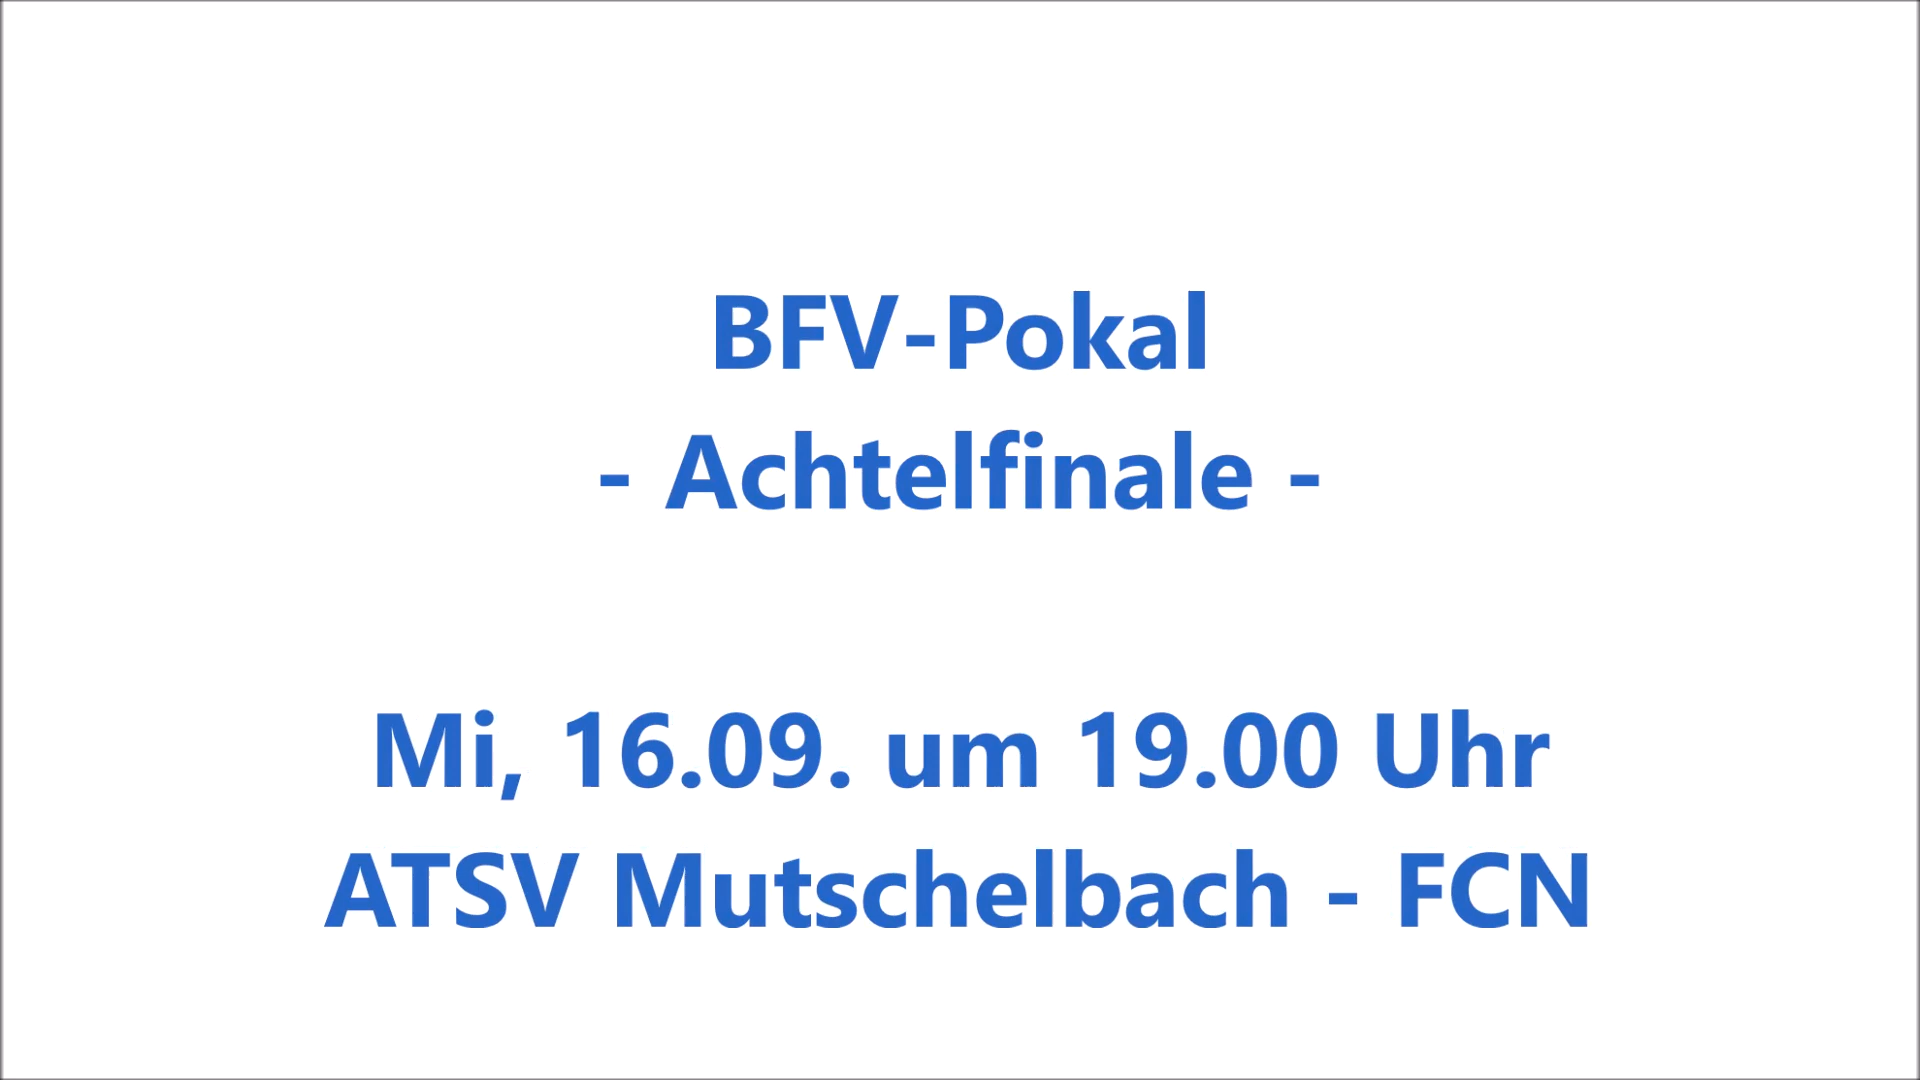 BFV-Pokal
- Achtelfinale -
Mi, 16.09. um 19.00 Uhr
ATSV Mutschelbach - FCN